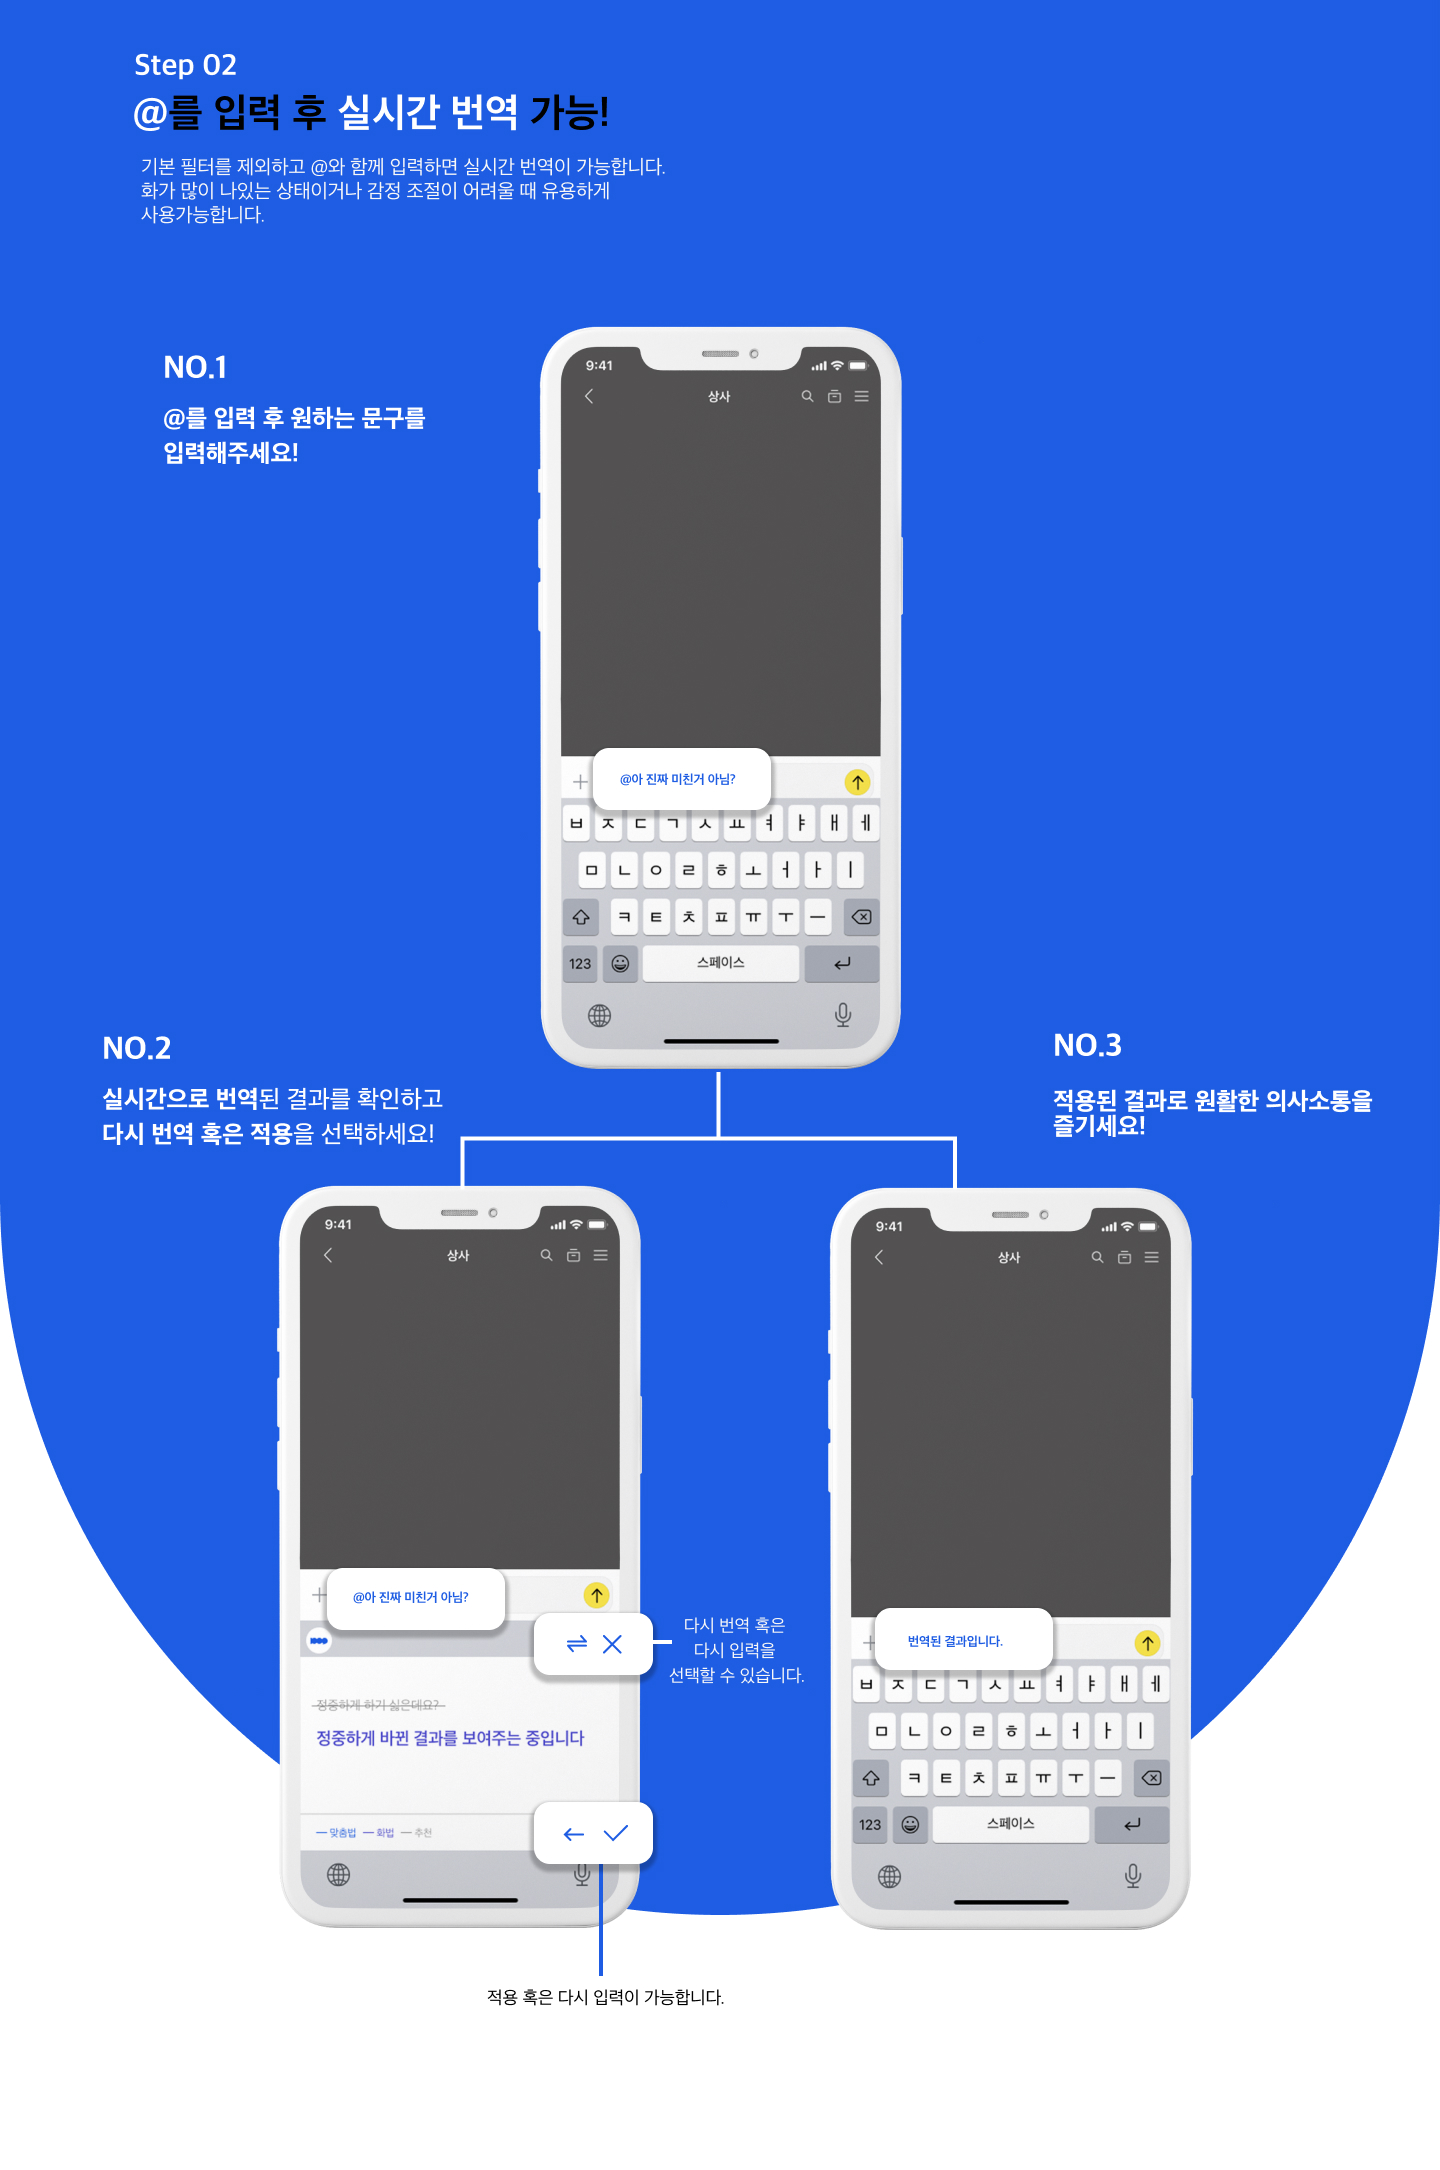 Step 02
@를 입력 후 실시간 번역 가능!
기본 필터를 제외하고 @와 함께 입력하면 실시간 번역이 가능합니다.
화가 많이 나있는 상태이거나 감정 조절이 어려울 때 유용하게
사용가능합니다.
NO.1
@를 입력 후 원하는 문구를
입력해주세요!
9:41
상사
@아 진짜 미친거 아님?
ㅂ ㅈ ㄷ ㄱ ㅅ ㅛ ㅕ ㅑ ㅐ ㅔ
ㅁ ㄴ ㅇ ㄹ ㅎ ㅗ ㅓ ㅏ ㅣ
ㅋ ㅌ ㅊ ㅍ ㅠ ㅜ ㅡ
123 스페이스
NO.2
실시간으로 번역된 결과를 확인하고
다시 번역 혹은 적용을 선택하세요!
NO.3
적용된 결과로 원활한 의사소통을
즐기세요!
9:41
상사
@아 진짜 미친거 아님?
다시 번역 혹은
다시 입력을
선택할 수 있습니다.
정중하게 하기 싫은데요?
정중하게 바뀐 결과를 보여주는 중입니다
맞춤법 화법 추천
적용 혹은 다시 입력이 가능합니다.
9:41
상사
번역된 결과입니다.
ㅂ ㅈ ㄷ ㄱ ㅅ ㅛ ㅕ ㅑ ㅐ ㅔ
ㅁ ㄴ ㅇ ㄹ ㅎ ㅗ ㅓ ㅏ ㅣ
ㅋ ㅌ ㅊ ㅍ ㅠ ㅜ ㅡ
123 스페이스